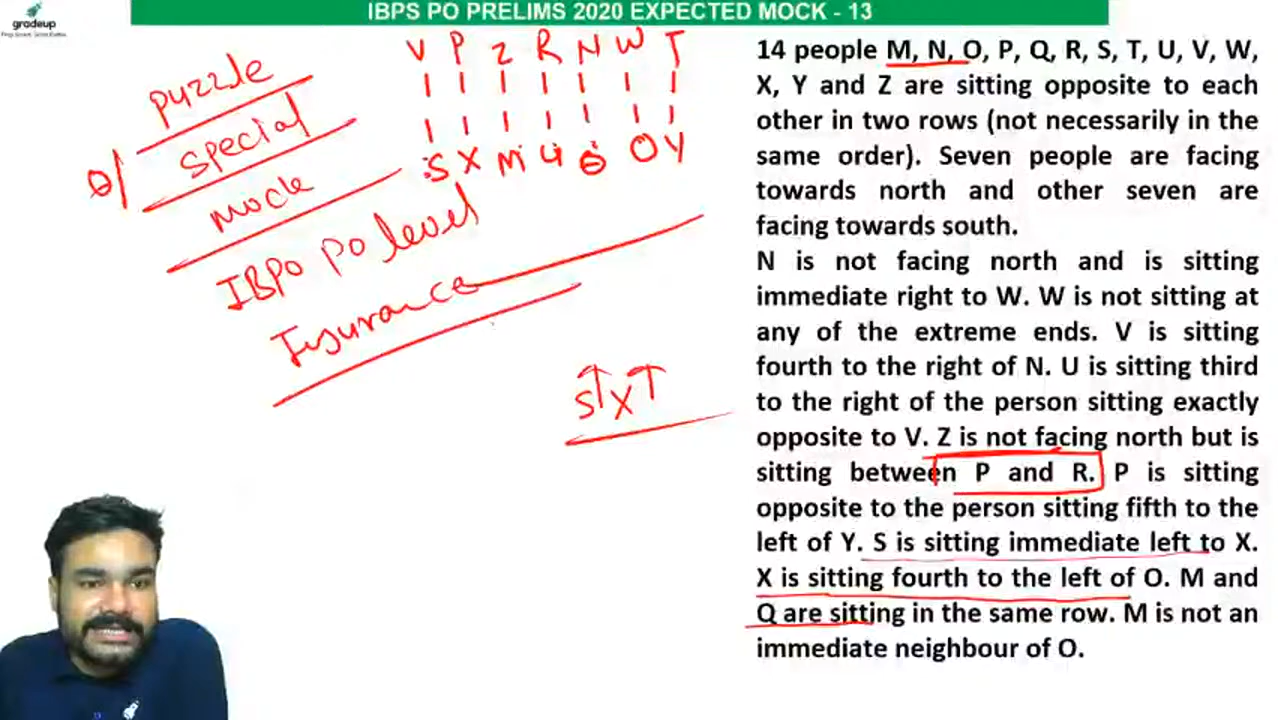 gradeup
IBPS PO PRELIMS 2020 EXPECTED MOCK - 13
V P Z R N W T
S X M U Q O Y
puzzle
special
mock
IBPO PO level
Insurance
S X
14 people M, N, O, P, Q, R, S, T, U, V, W,
X, Y and Z are sitting opposite to each
other in two rows (not necessarily in the
same order). Seven people are facing
towards north and other seven are
facing towards south.
N is not facing north and is sitting
immediate right to W. W is not sitting at
any of the extreme ends. V is sitting
fourth to the right of N. U is sitting third
to the right of the person sitting exactly
opposite to V. Z is not facing north but is
sitting between P and R. P is sitting
opposite to the person sitting fifth to the
left of Y. S is sitting immediate left to X.
X is sitting fourth to the left of O. M and
Q are sitting in the same row. M is not an
immediate neighbour of O.